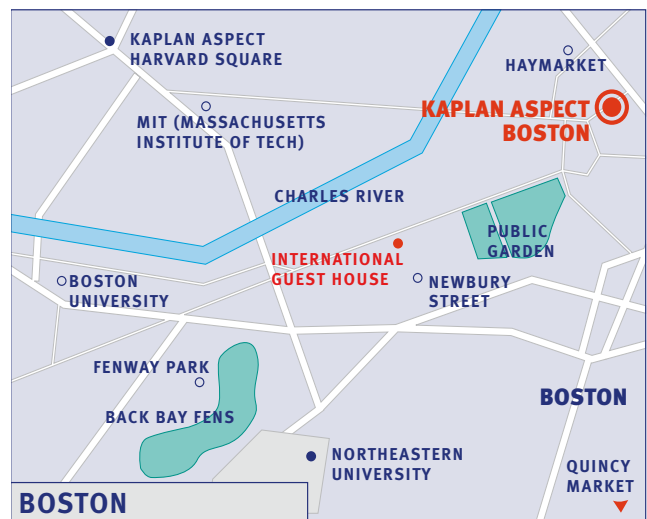 KAPLAN ASPECT
HARVARD SQUARE
HAYMARKET
KAPLAN ASPECT
BOSTON
MIT (MASSACHUSETTS
INSTITUTE OF TECH)
CHARLES RIVER
PUBLIC
GARDEN
INTERNATIONAL
GUEST HOUSE
BOSTON
UNIVERSITY
NEWBURY
STREET
FENWAY PARK
BACK BAY FENS
BOSTON
NORTHEASTERN
UNIVERSITY
QUINCY
MARKET
BOSTON